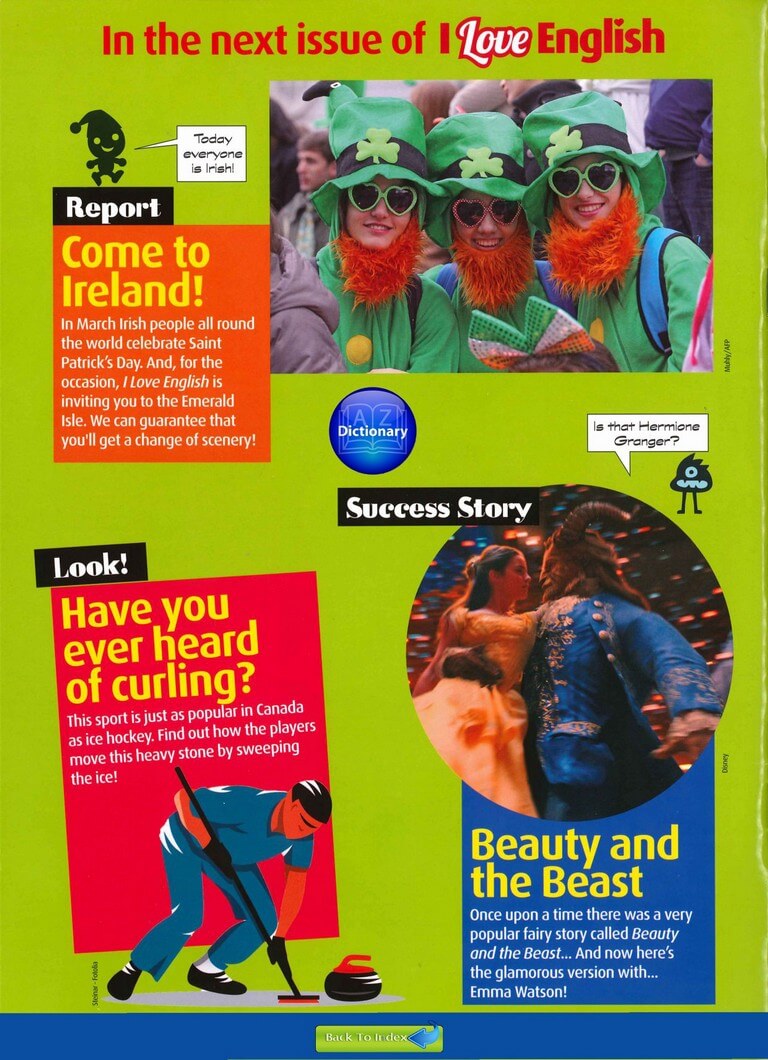 In the next issue of I Love English
Today
everyone
is Irish!
Report
Come to
Ireland!
In March Irish people all round
the world celebrate Saint
Patrick's Day. And, for the
occasion, I Love English is
inviting you to the Emerald
Isle. We can guarantee that
you'll get a change of scenery!
Muhly/AFP
A Z
Dictionary
Is that Hermione
Granger?
Success Story
Look!
Have you
ever heard
of curling?
This sport is just as popular in Canada
as ice hockey. Find out how the players
move this heavy stone by sweeping
the ice!
Steinar - Fotolia
Disney
Beauty and
the Beast
Once upon a time there was a very
popular fairy story called Beauty
and the Beast... And now here's
the glamorous version with...
Emma Watson!
Back To Index